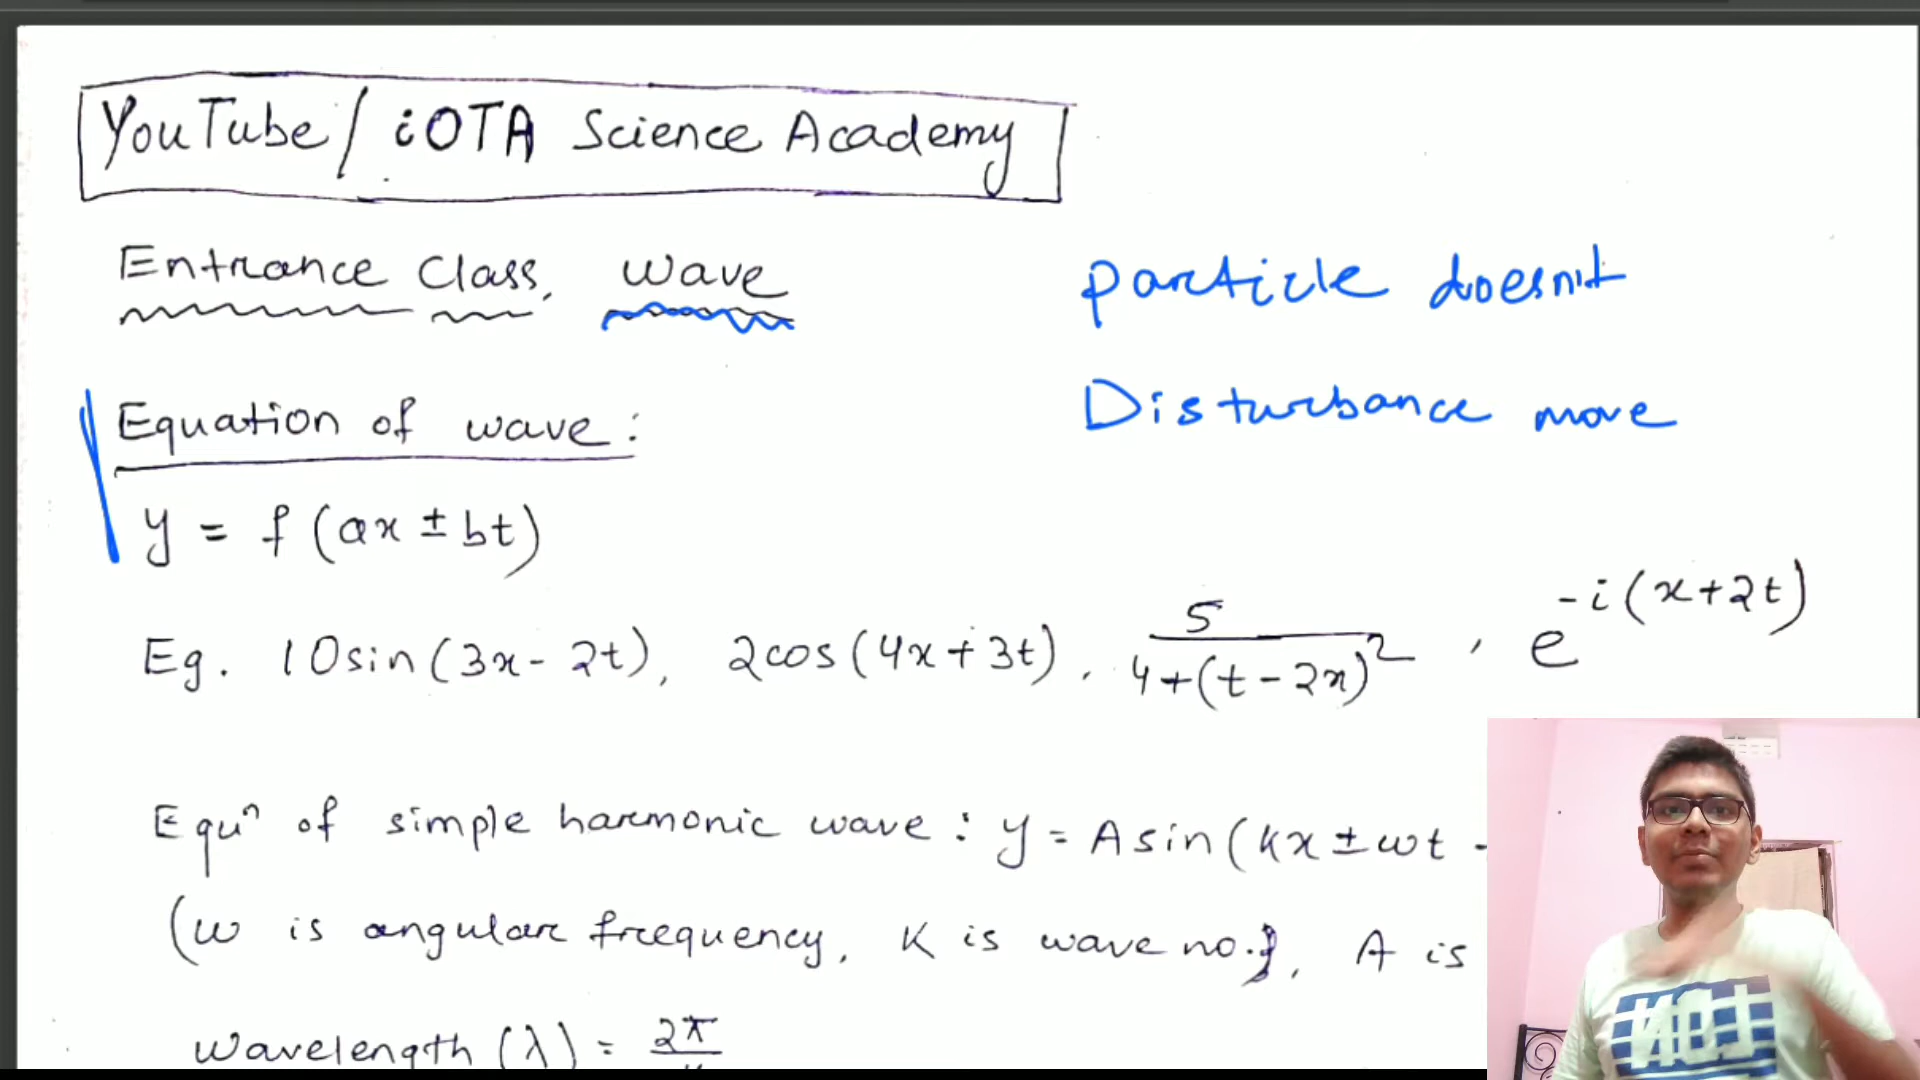 YouTube/ iOTA Science Academy
Entrance Class, wave
particle doesn't
Disturbance move
Equation of wave:
y = f(ax ± bt)
Eg. 10sin(3x - 2t), 2cos(4x + 3t), 5/(4+(t-2x)²), e^-i(x+2t)
Equⁿ of simple harmonic wave: y = A sin(kx ± ωt -
(ω is angular frequency, K is wave no.}, A is
Wavelength (λ) = 2π